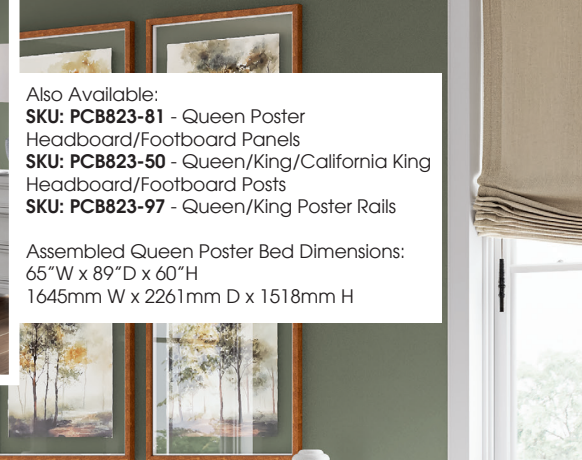 Also Available:
SKU: PCB823-81 - Queen Poster
Headboard/Footboard Panels
SKU: PCB823-50 - Queen/King/California King
Headboard/Footboard Posts
SKU: PCB823-97 - Queen/King Poster Rails
Assembled Queen Poster Bed Dimensions:
65”W x 89”D x 60”H
1645mm W x 2261mm D x 1518mm H